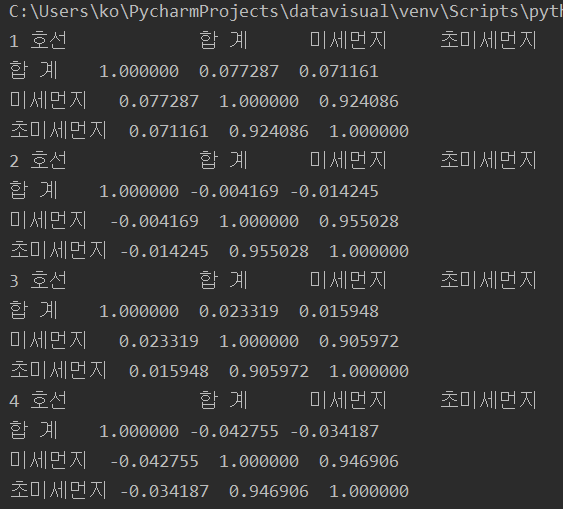 C:\Users\ko\PycharmProjects\datavisual\venv\Scripts\pyth
1 호선 합 계 미세먼지 초미세먼지
합 계 1.000000 0.077287 0.071161
미세먼지 0.077287 1.000000 0.924086
초미세먼지 0.071161 0.924086 1.000000
2 호선 합 계 미세먼지 초미세먼지
합 계 1.000000 -0.004169 -0.014245
미세먼지 -0.004169 1.000000 0.955028
초미세먼지 -0.014245 0.955028 1.000000
3 호선 합 계 미세먼지 초미세먼지
합 계 1.000000 0.023319 0.015948
미세먼지 0.023319 1.000000 0.905972
초미세먼지 0.015948 0.905972 1.000000
4 호선 합 계 미세먼지 초미세먼지
합 계 1.000000 -0.042755 -0.034187
미세먼지 -0.042755 1.000000 0.946906
초미세먼지 -0.034187 0.946906 1.000000